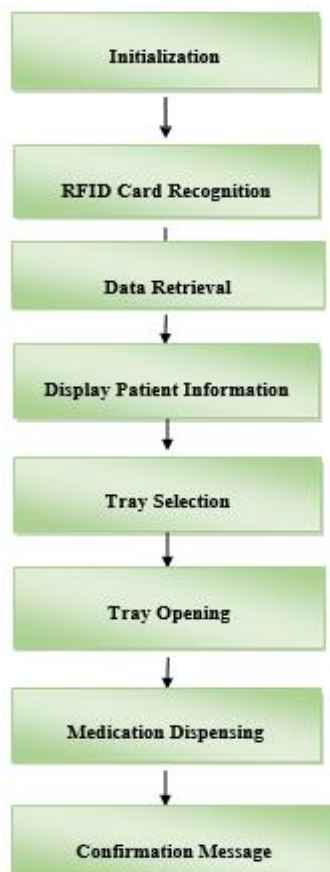 Initialization
RFID Card Recognition
Data Retrieval
Display Patient Information
Tray Selection
Tray Opening
Medication Dispensing
Confirmation Message